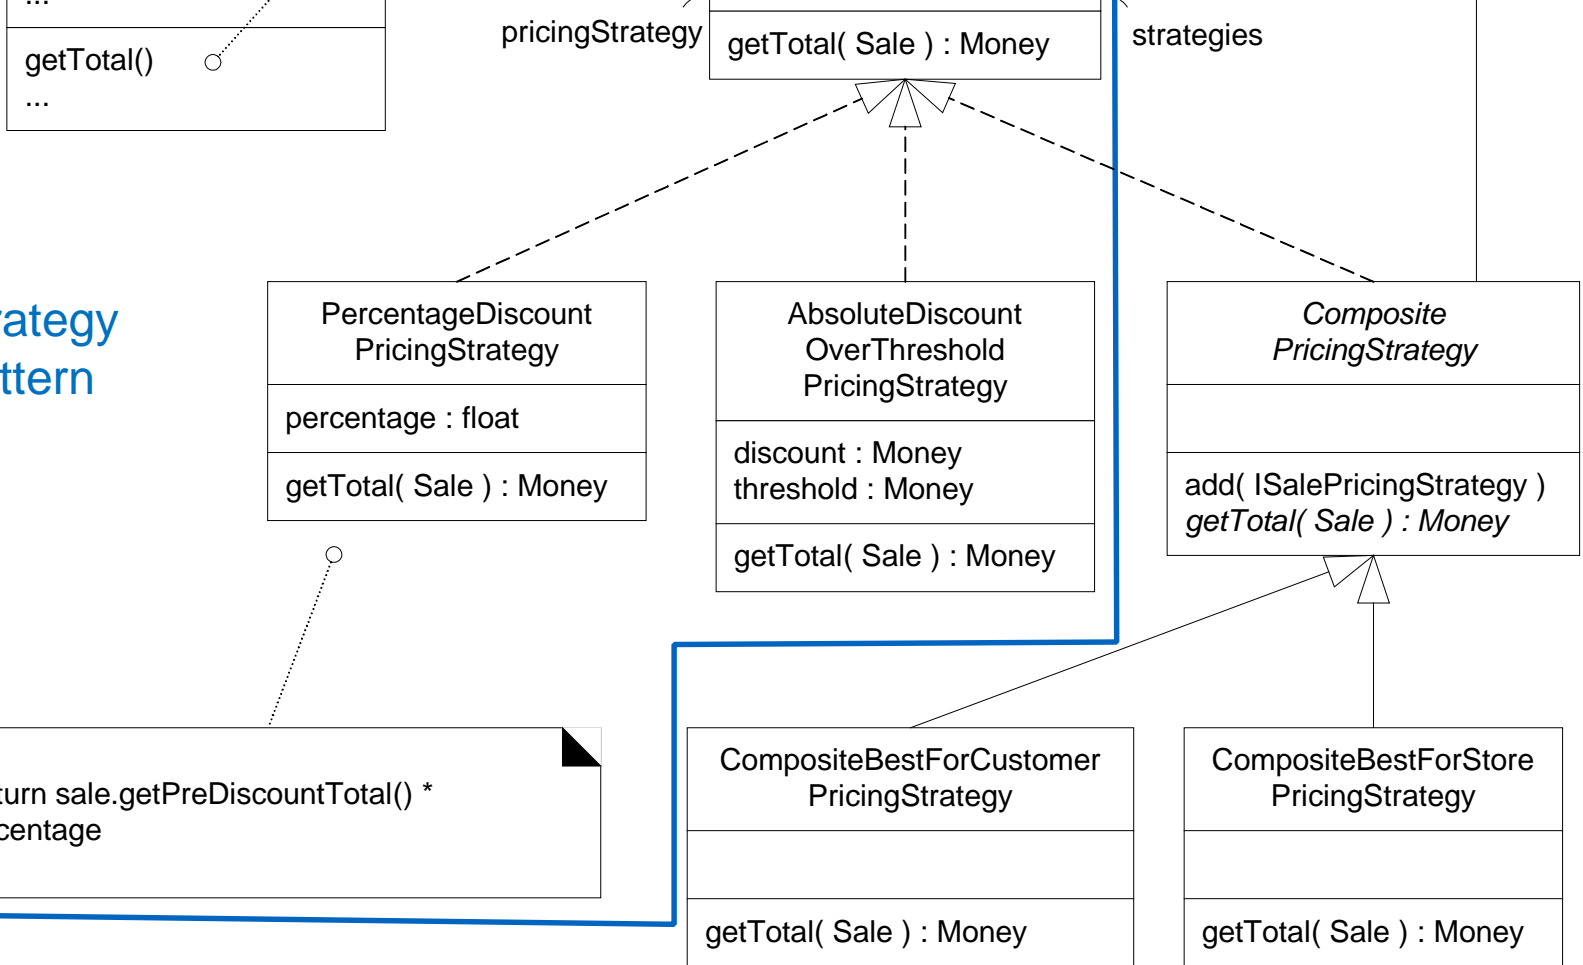 ...
getTotal()
...
pricingStrategy
getTotal( Sale ) : Money
strategies
rategy
ttern
PercentageDiscount
PricingStrategy
percentage : float
getTotal( Sale ) : Money
AbsoluteDiscount
OverThreshold
PricingStrategy
discount : Money
threshold : Money
getTotal( Sale ) : Money
Composite
PricingStrategy
add( ISalePricingStrategy )
getTotal( Sale ) : Money
turn sale.getPreDiscountTotal() *
centage
CompositeBestForCustomer
PricingStrategy
getTotal( Sale ) : Money
CompositeBestForStore
PricingStrategy
getTotal( Sale ) : Money